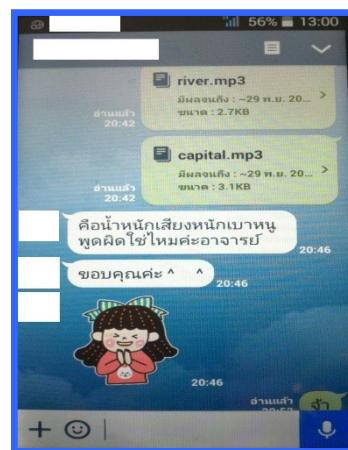 56% 13:00
river.mp3
มีผลจนถึง : ~29 พ.ย. 20...
ขนาด : 2.7KB
อ่านแล้ว
20:42
capital.mp3
มีผลจนถึง : ~29 พ.ย. 20...
ขนาด : 3.1KB
อ่านแล้ว
20:42
คือน้ำหนักเสียงหนักเบาหนู
พูดผิดใช่ไหมค่ะอาจารย์
20:46
ขอบคุณค่ะ ^ ^
20:46
20:46
อ่านแล้ว
จ้า